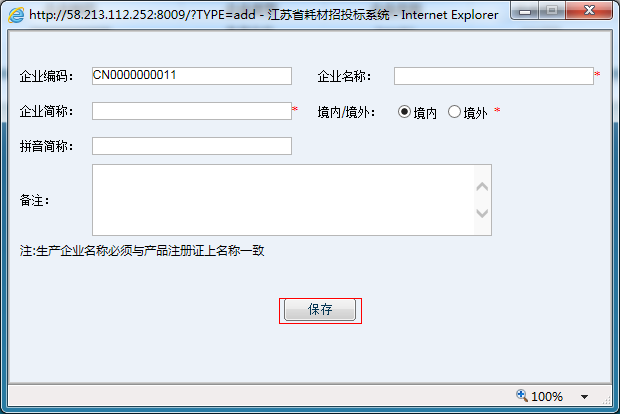 http://58.213.112.252:8009/?TYPE=add - 江苏省耗材招投标系统 - Internet Explorer
企业编码： CN0000000011 企业名称： *
企业简称： * 境内/境外： 境内 境外 *
拼音简称：
备注：
注:生产企业名称必须与产品注册证上名称一致
保存
100%